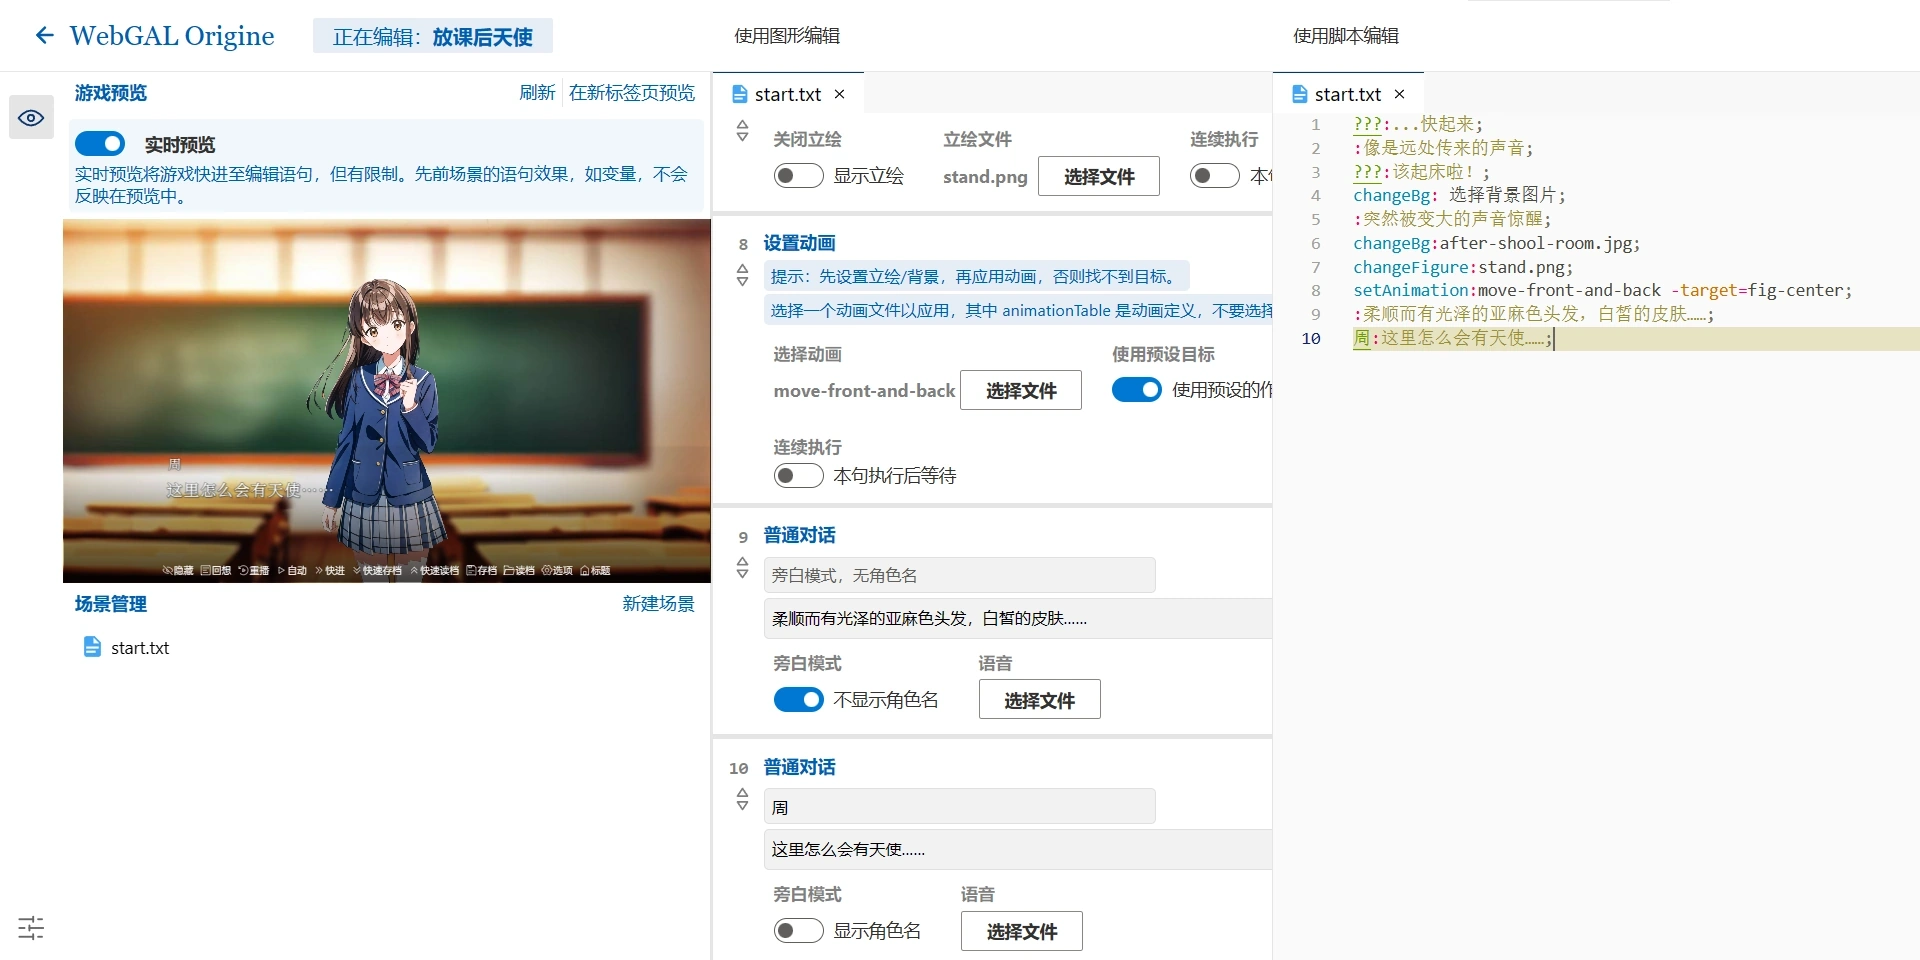 WebGAL Origine
正在编辑：放课后天使
使用图形编辑
使用脚本编辑
游戏预览
刷新
在新标签页预览
实时预览
实时预览将游戏快进至编辑语句，但有限制。先前场景的语句效果，如变量，不会
反映在预览中。
周
这里怎么会有天使……
隐藏 回想 重播 自动 快进 快速存档 快速读档 存档 读档 选项 标题
场景管理
新建场景
start.txt
start.txt
关闭立绘
立绘文件
连续执行
显示立绘
stand.png
选择文件
本
8
设置动画
提示：先设置立绘/背景，再应用动画，否则找不到目标。
选择一个动画文件以应用，其中 animationTable 是动画定义，不要选择
选择动画
使用预设目标
move-front-and-back
选择文件
使用预设的作
连续执行
本句执行后等待
9
普通对话
旁白模式，无角色名
柔顺而有光泽的亚麻色头发，白皙的皮肤……
旁白模式
语音
不显示角色名
选择文件
10
普通对话
周
这里怎么会有天使……
旁白模式
语音
显示角色名
选择文件
start.txt
1 ???:...快起来;
2 :像是远处传来的声音;
3 ???:该起床啦！;
4 changeBg: 选择背景图片;
5 :突然被变大的声音惊醒;
6 changeBg:after-shool-room.jpg;
7 changeFigure:stand.png;
8 setAnimation:move-front-and-back -target=fig-center;
9 :柔顺而有光泽的亚麻色头发，白皙的皮肤……;
10 周:这里怎么会有天使……;